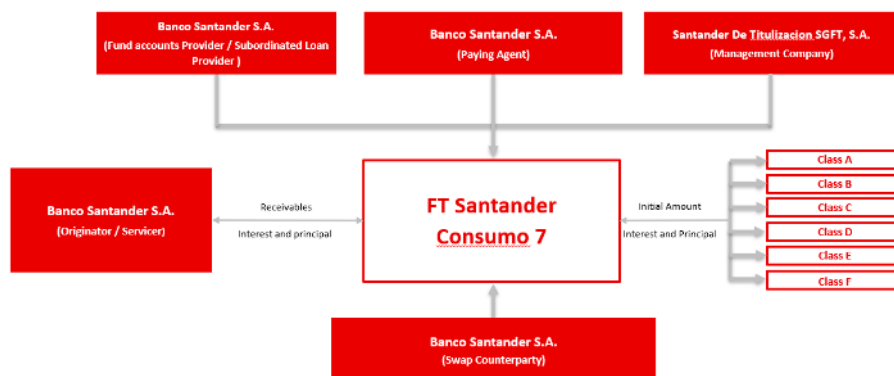 Banco Santander S.A.
(Fund accounts Provider / Subordinated Loan
Provider )
Banco Santander S.A.
(Paying Agent)
Santander De Titulizacion SGFT, S.A.
(Management Company)
Banco Santander S.A.
(Originator / Servicer)
Receivables
Interest and principal
FT Santander
Consumo 7
Initial Amount
Interest and Principal
Class A
Class B
Class C
Class D
Class E
Class F
Banco Santander S.A.
(Swap Counterparty)